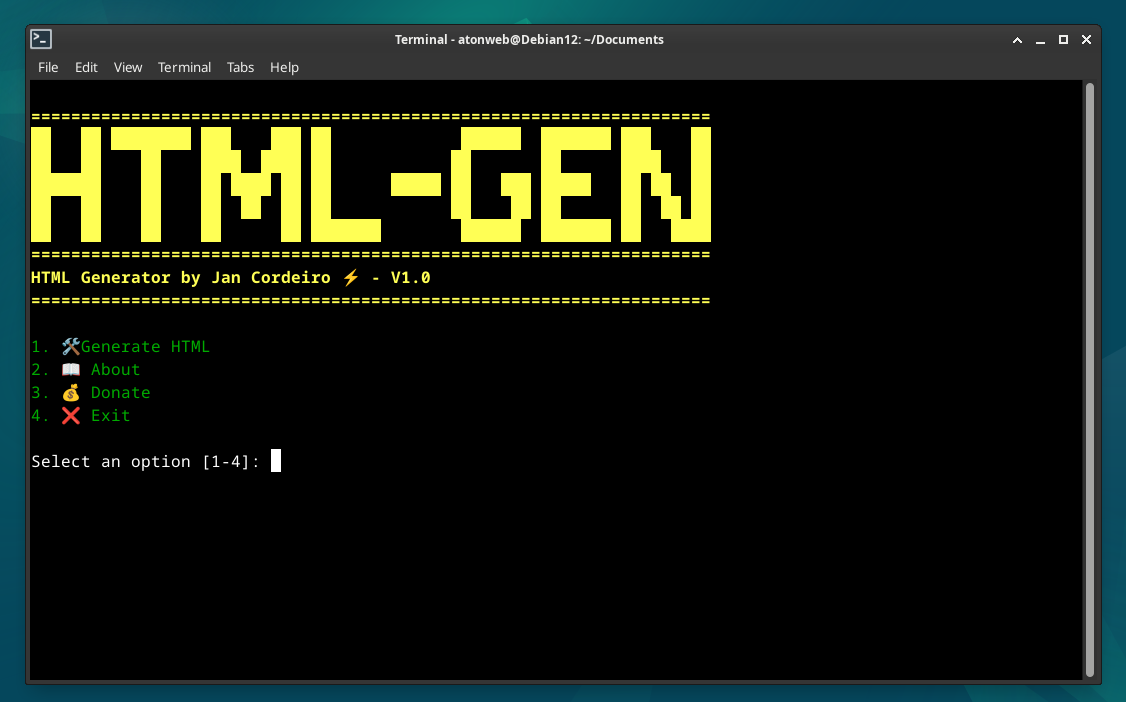 Terminal - atonweb@Debian12: ~/Documents
File Edit View Terminal Tabs Help
====================================================================
HTML-GEN
====================================================================
HTML Generator by Jan Cordeiro ⚡ - V1.0
====================================================================
1. 🛠️Generate HTML
2. 📖 About
3. 💰 Donate
4. ❌ Exit
Select an option [1-4]: